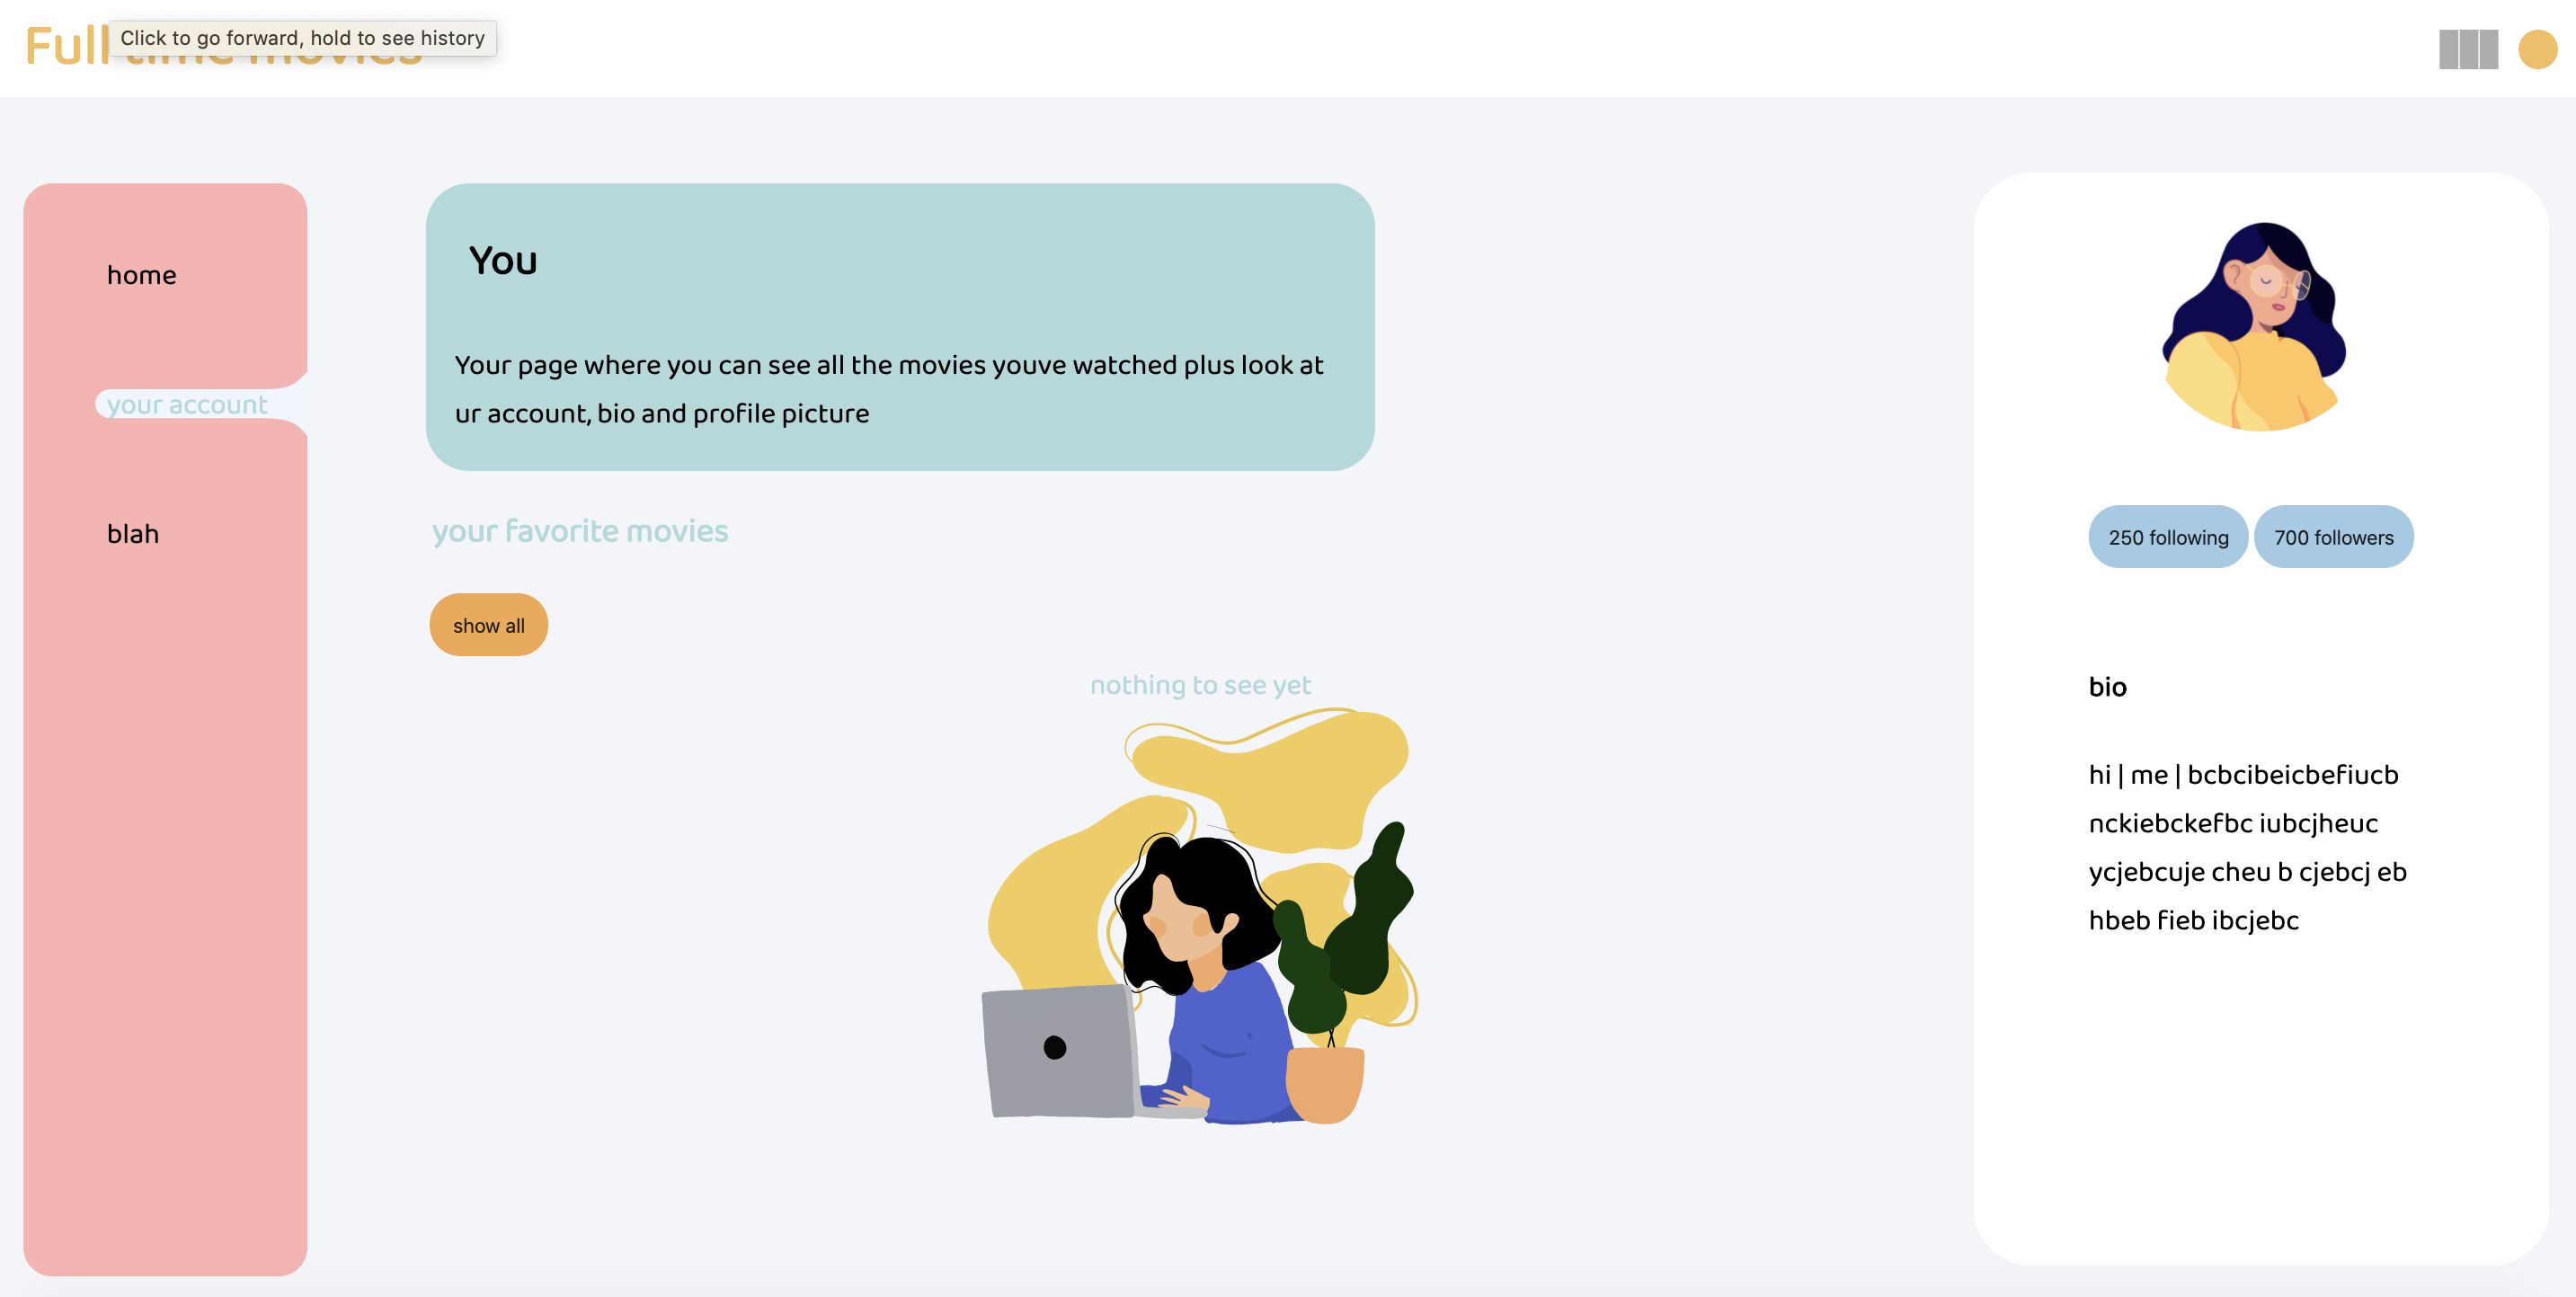 Full time movies
Click to go forward, hold to see history
home
your account
blah
You
Your page where you can see all the movies youve watched plus look at
ur account, bio and profile picture
your favorite movies
show all
nothing to see yet
250 following
700 followers
bio
hi | me | bcbcibeicbefiucb
nckiebckefbc iubcjheuc
ycjebcuje cheu b cjebcj eb
hbeb fieb ibcjebc